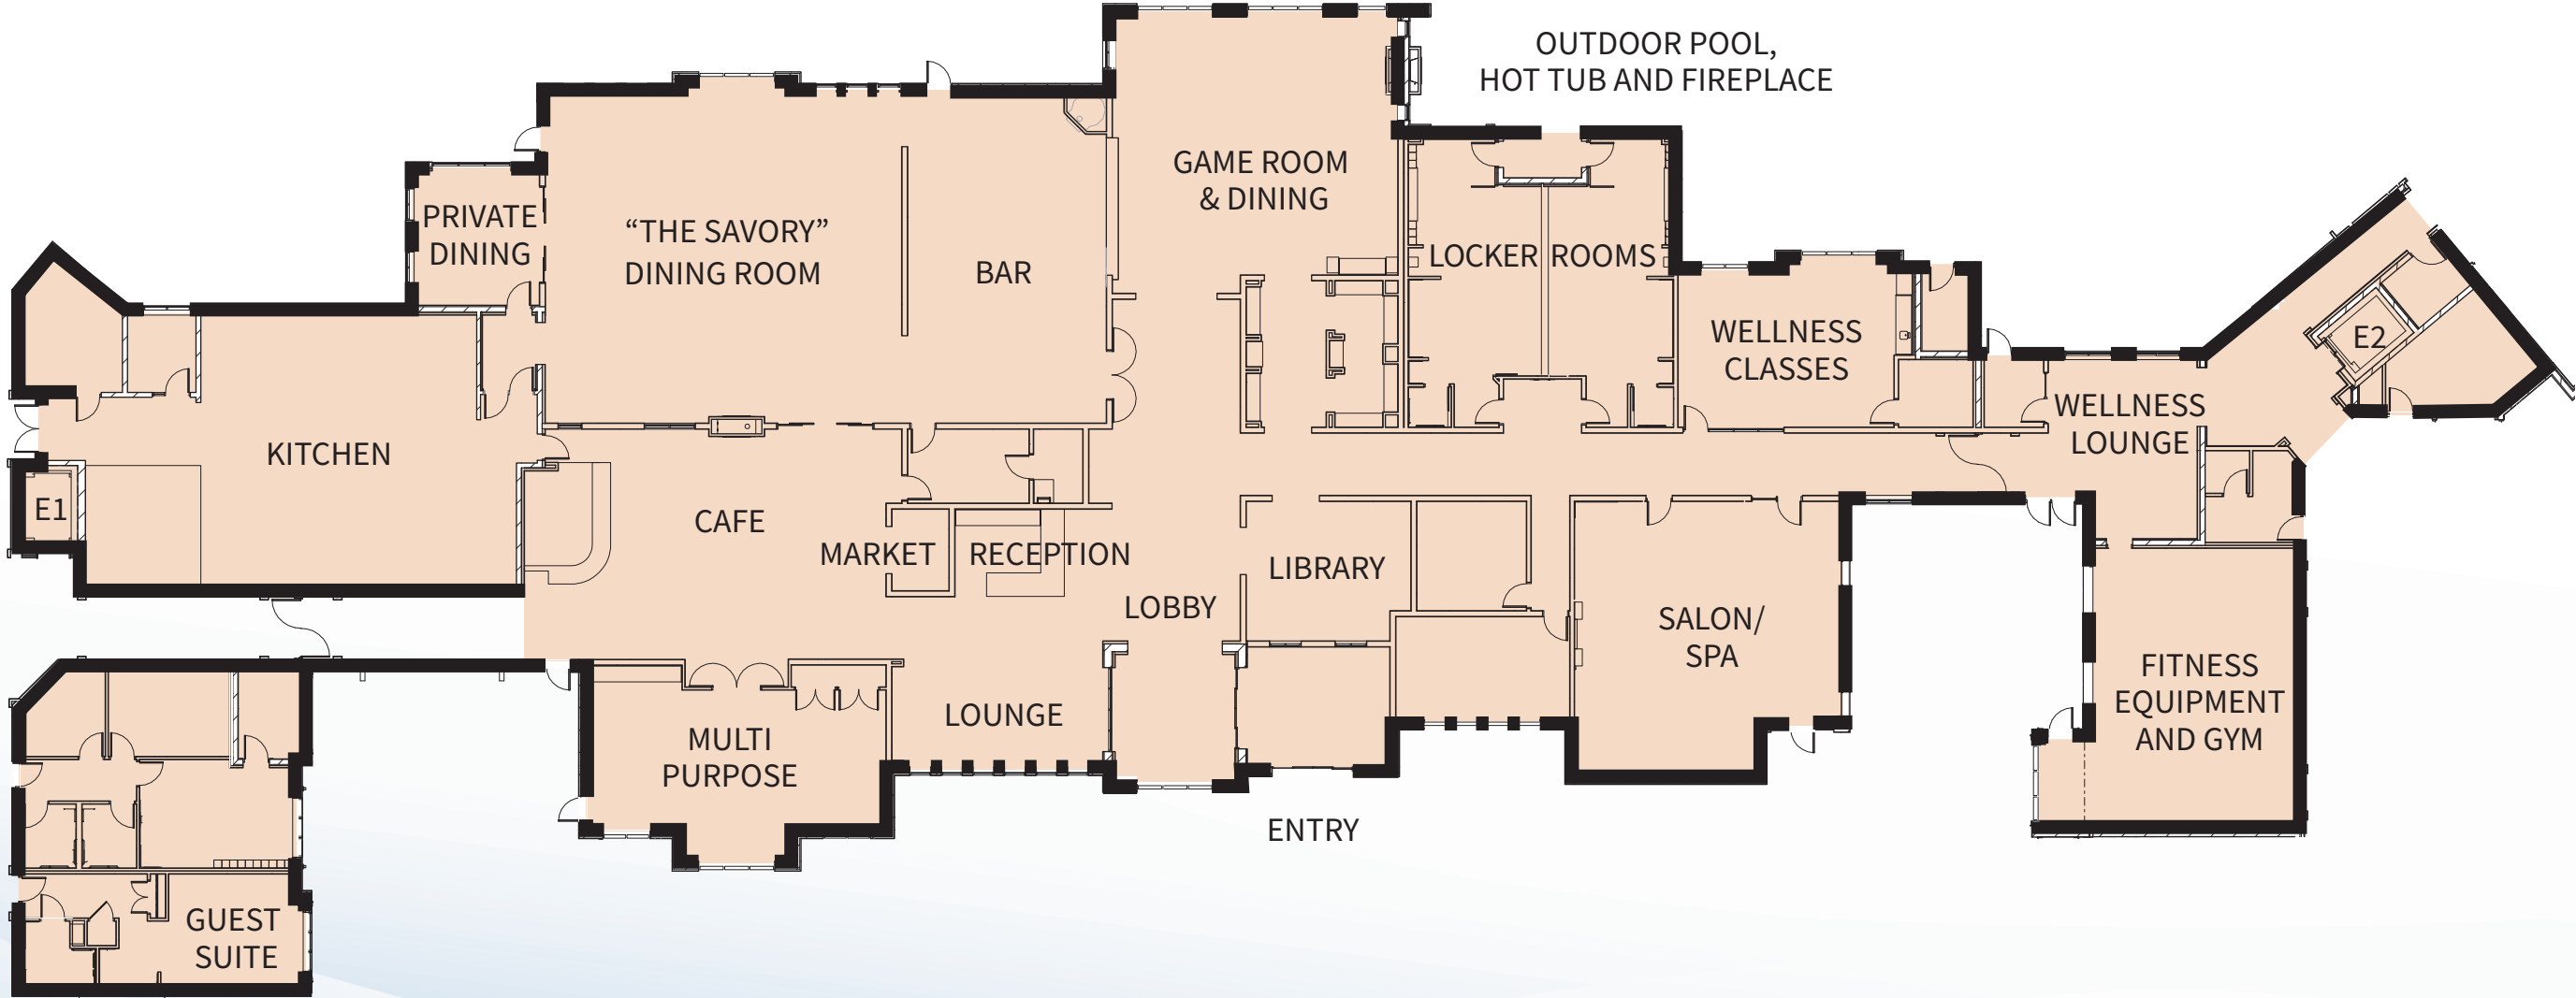 OUTDOOR POOL,
HOT TUB AND FIREPLACE
GAME ROOM
& DINING
PRIVATE
DINING
“THE SAVORY”
DINING ROOM
BAR
LOCKER ROOMS
WELLNESS
CLASSES
E2
WELLNESS
LOUNGE
KITCHEN
E1
CAFE
MARKET
RECEPTION
LOBBY
LIBRARY
SALON/
SPA
FITNESS
EQUIPMENT
AND GYM
LOUNGE
MULTI
PURPOSE
ENTRY
GUEST
SUITE